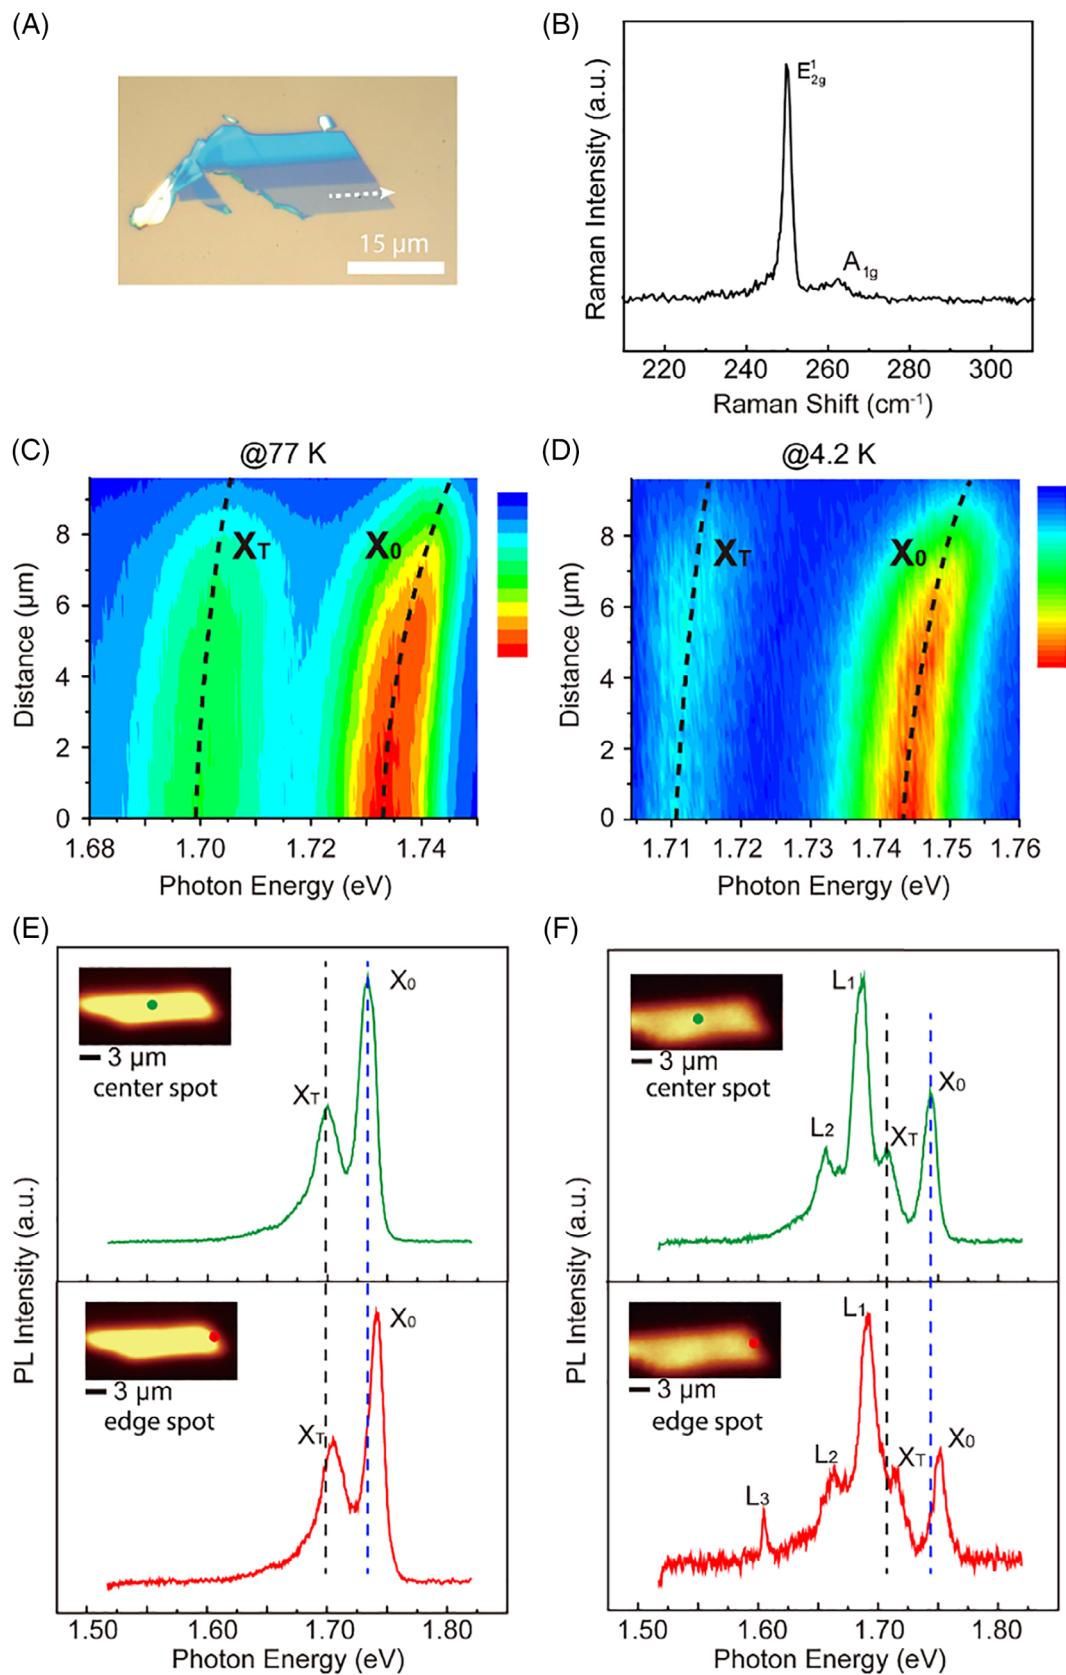 (A)
15 μm
(B)
Raman Intensity (a.u.)
E¹2g
A1g
220 240 260 280 300
Raman Shift (cm⁻¹)
(C)
@77 K
XT X0
Distance (μm)
8
6
4
2
0
1.68 1.70 1.72 1.74
Photon Energy (eV)
(D)
@4.2 K
XT X0
Distance (μm)
8
6
4
2
0
1.71 1.72 1.73 1.74 1.75 1.76
Photon Energy (eV)
(E)
PL Intensity (a.u.)
3 μm
center spot
XT
X0
3 μm
edge spot
XT
X0
1.50 1.60 1.70 1.80
Photon Energy (eV)
(F)
PL Intensity (a.u.)
3 μm
center spot
L1
L2
XT
X0
3 μm
edge spot
L1
L2
L3
XT
X0
1.50 1.60 1.70 1.80
Photon Energy (eV)